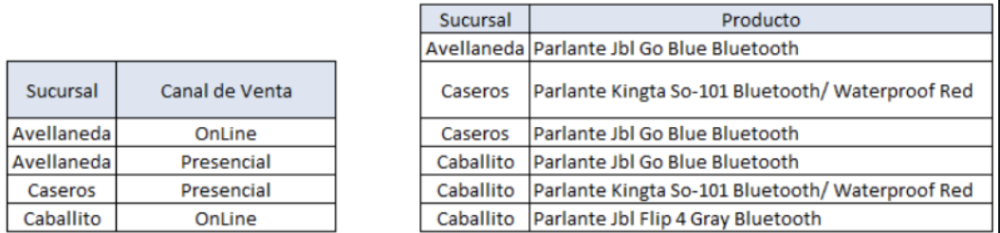 Sucursal Canal de Venta
Avellaneda OnLine
Avellaneda Presencial
Caseros Presencial
Caballito OnLine
Sucursal Producto
Avellaneda Parlante Jbl Go Blue Bluetooth
Caseros Parlante Kingta So-101 Bluetooth/ Waterproof Red
Caseros Parlante Jbl Go Blue Bluetooth
Caballito Parlante Jbl Go Blue Bluetooth
Caballito Parlante Kingta So-101 Bluetooth/ Waterproof Red
Caballito Parlante Jbl Flip 4 Gray Bluetooth